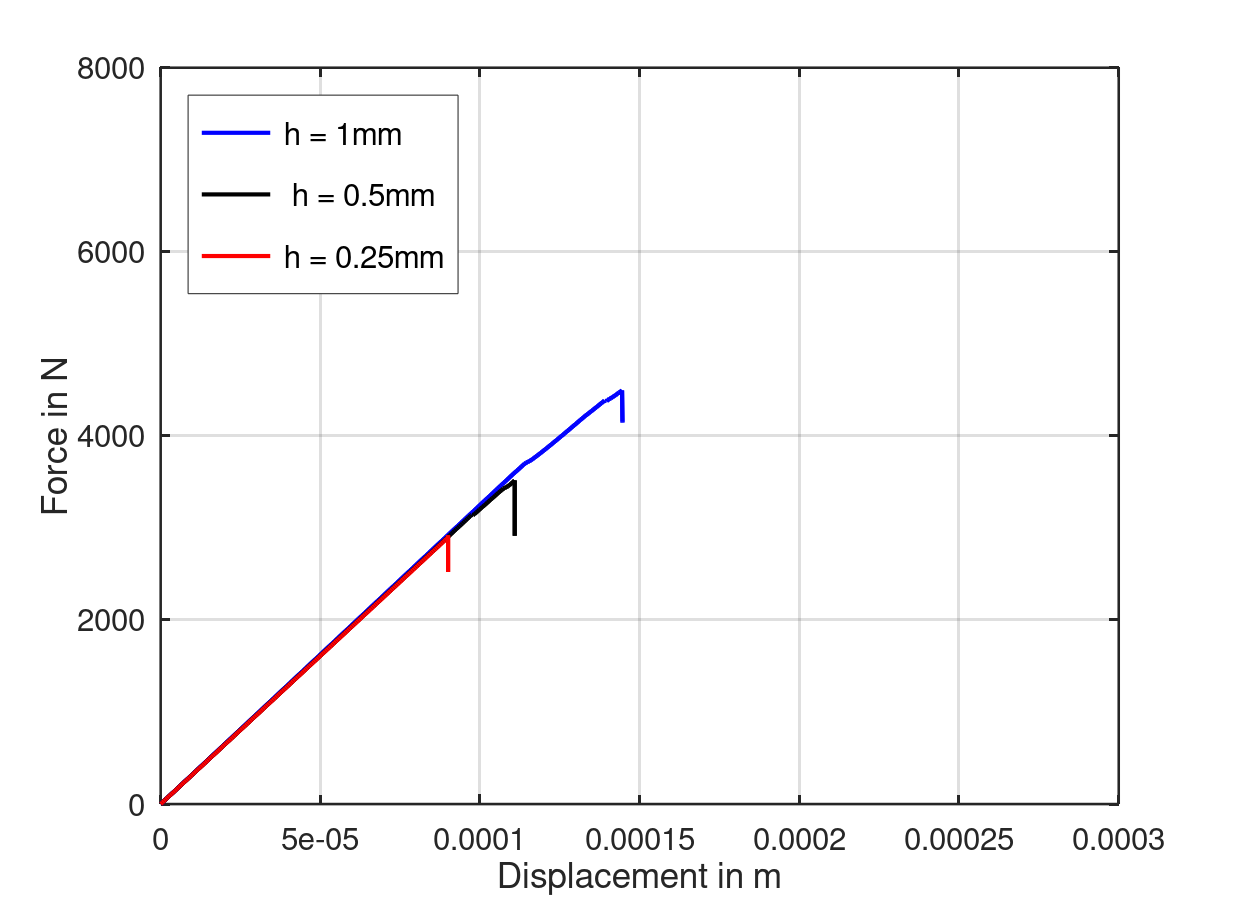 8000
6000
4000
2000
0
Force in N
h = 1mm
h = 0.5mm
h = 0.25mm
0 5e-05 0.0001 0.00015 0.0002 0.00025 0.0003
Displacement in m